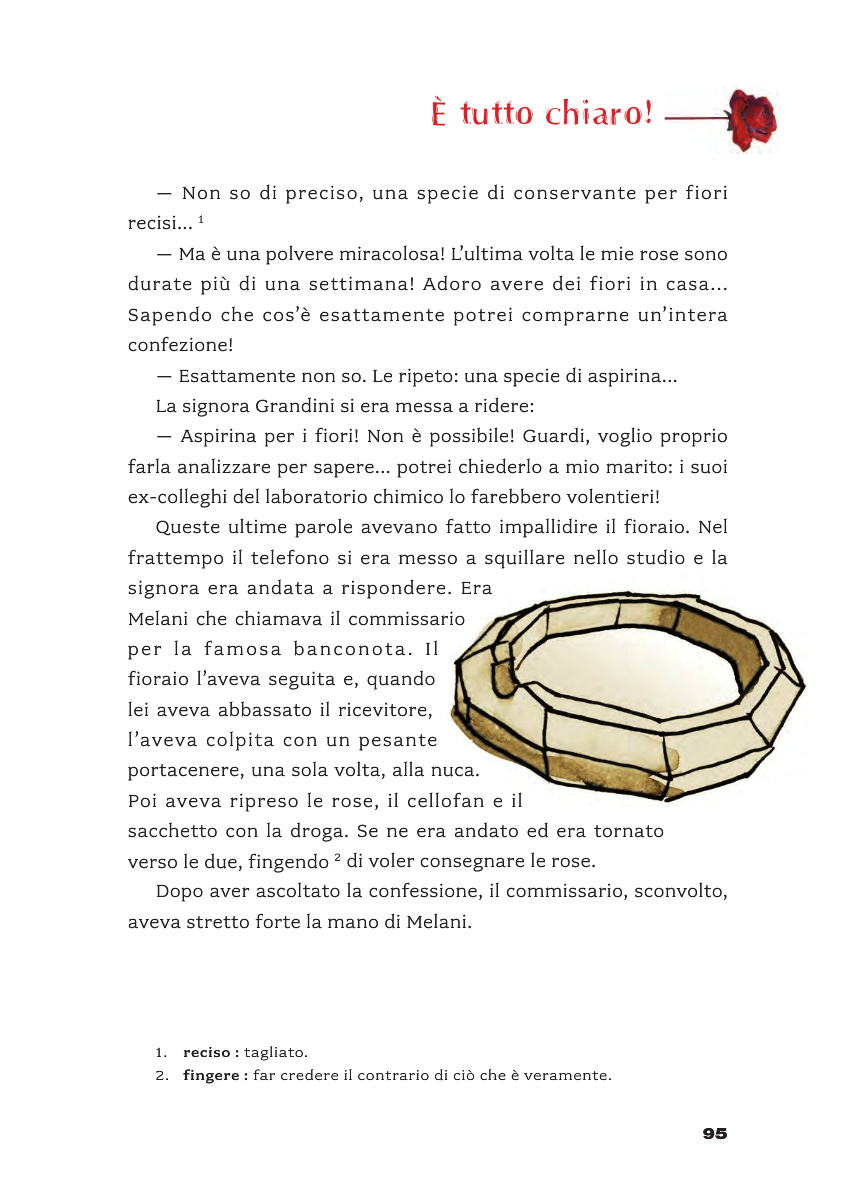 È tutto chiaro!
— Non so di preciso, una specie di conservante per fiori
recisi... 1
— Ma è una polvere miracolosa! L'ultima volta le mie rose sono
durate più di una settimana! Adoro avere dei fiori in casa...
Sapendo che cos'è esattamente potrei comprarne un'intera
confezione!
— Esattamente non so. Le ripeto: una specie di aspirina...
La signora Grandini si era messa a ridere:
— Aspirina per i fiori! Non è possibile! Guardi, voglio proprio
farla analizzare per sapere... potrei chiederlo a mio marito: i suoi
ex-colleghi del laboratorio chimico lo farebbero volentieri!
Queste ultime parole avevano fatto impallidire il fioraio. Nel
frattempo il telefono si era messo a squillare nello studio e la
signora era andata a rispondere. Era
Melani che chiamava il commissario
per la famosa banconota. Il
fioraio l'aveva seguita e, quando
lei aveva abbassato il ricevitore,
l'aveva colpita con un pesante
portacenere, una sola volta, alla nuca.
Poi aveva ripreso le rose, il cellofan e il
sacchetto con la droga. Se ne era andato ed era tornato
verso le due, fingendo 2 di voler consegnare le rose.
Dopo aver ascoltato la confessione, il commissario, sconvolto,
aveva stretto forte la mano di Melani.
1. reciso : tagliato.
2. fingere : far credere il contrario di ciò che è veramente.
95